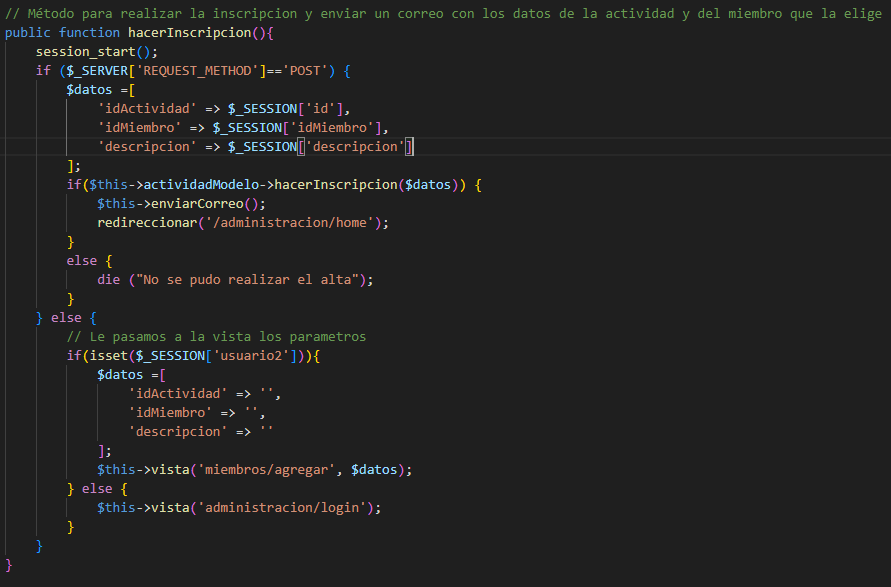 // Método para realizar la inscripcion y enviar un correo con los datos de la actividad y del miembro que la elige
public function hacerInscripcion(){
    session_start();
    if ($_SERVER['REQUEST_METHOD']=='POST') {
        $datos =[
            'idActividad' => $_SESSION['id'],
            'idMiembro' => $_SESSION['idMiembro'],
            'descripcion' => $_SESSION['descripcion']
        ];
        if($this->actividadModelo->hacerInscripcion($datos)) {
            $this->enviarCorreo();
            redireccionar('/administracion/home');
        }
        else {
            die ("No se pudo realizar el alta");
        }
    } else {
        // Le pasamos a la vista los parametros
        if(isset($_SESSION['usuario2'])){
            $datos =[
                'idActividad' => '',
                'idMiembro' => '',
                'descripcion' => ''
            ];
            $this->vista('miembros/agregar', $datos);
        } else {
            $this->vista('administracion/login');
        }
    }
}